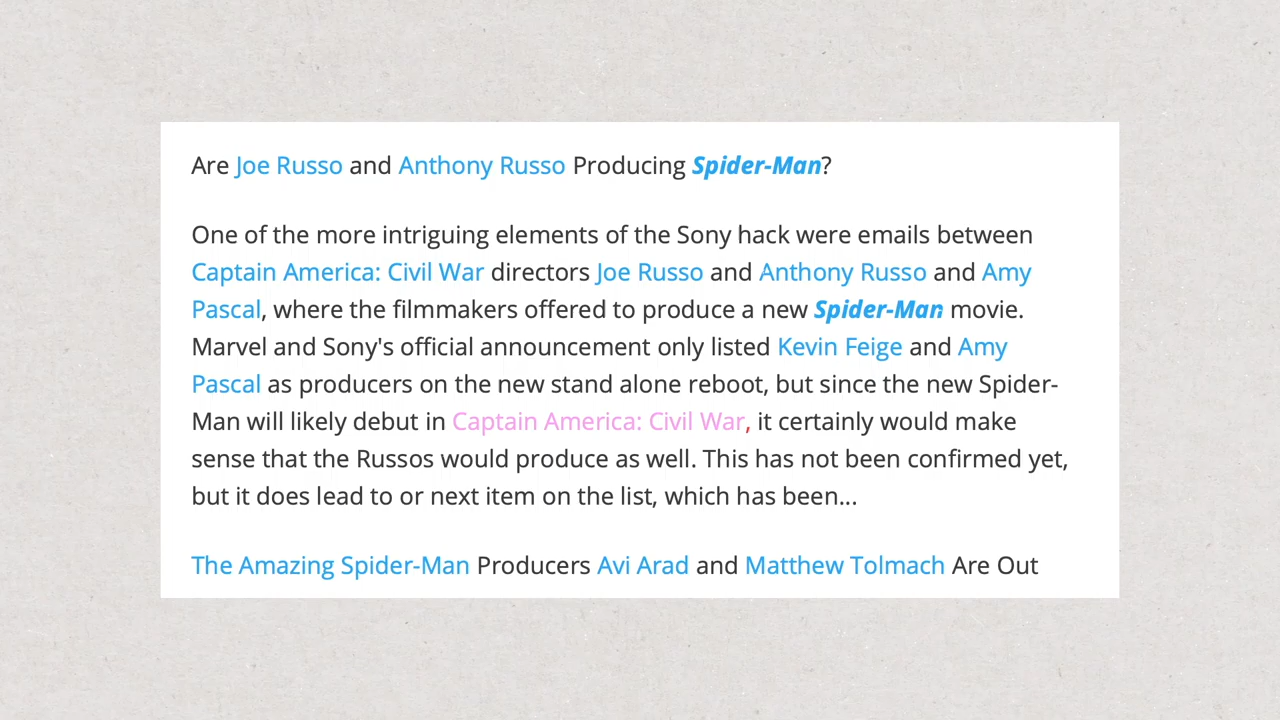 Are Joe Russo and Anthony Russo Producing Spider-Man?
One of the more intriguing elements of the Sony hack were emails between
Captain America: Civil War directors Joe Russo and Anthony Russo and Amy
Pascal, where the filmmakers offered to produce a new Spider-Man movie.
Marvel and Sony's official announcement only listed Kevin Feige and Amy
Pascal as producers on the new stand alone reboot, but since the new Spider-
Man will likely debut in Captain America: Civil War, it certainly would make
sense that the Russos would produce as well. This has not been confirmed yet,
but it does lead to or next item on the list, which has been...
The Amazing Spider-Man Producers Avi Arad and Matthew Tolmach Are Out